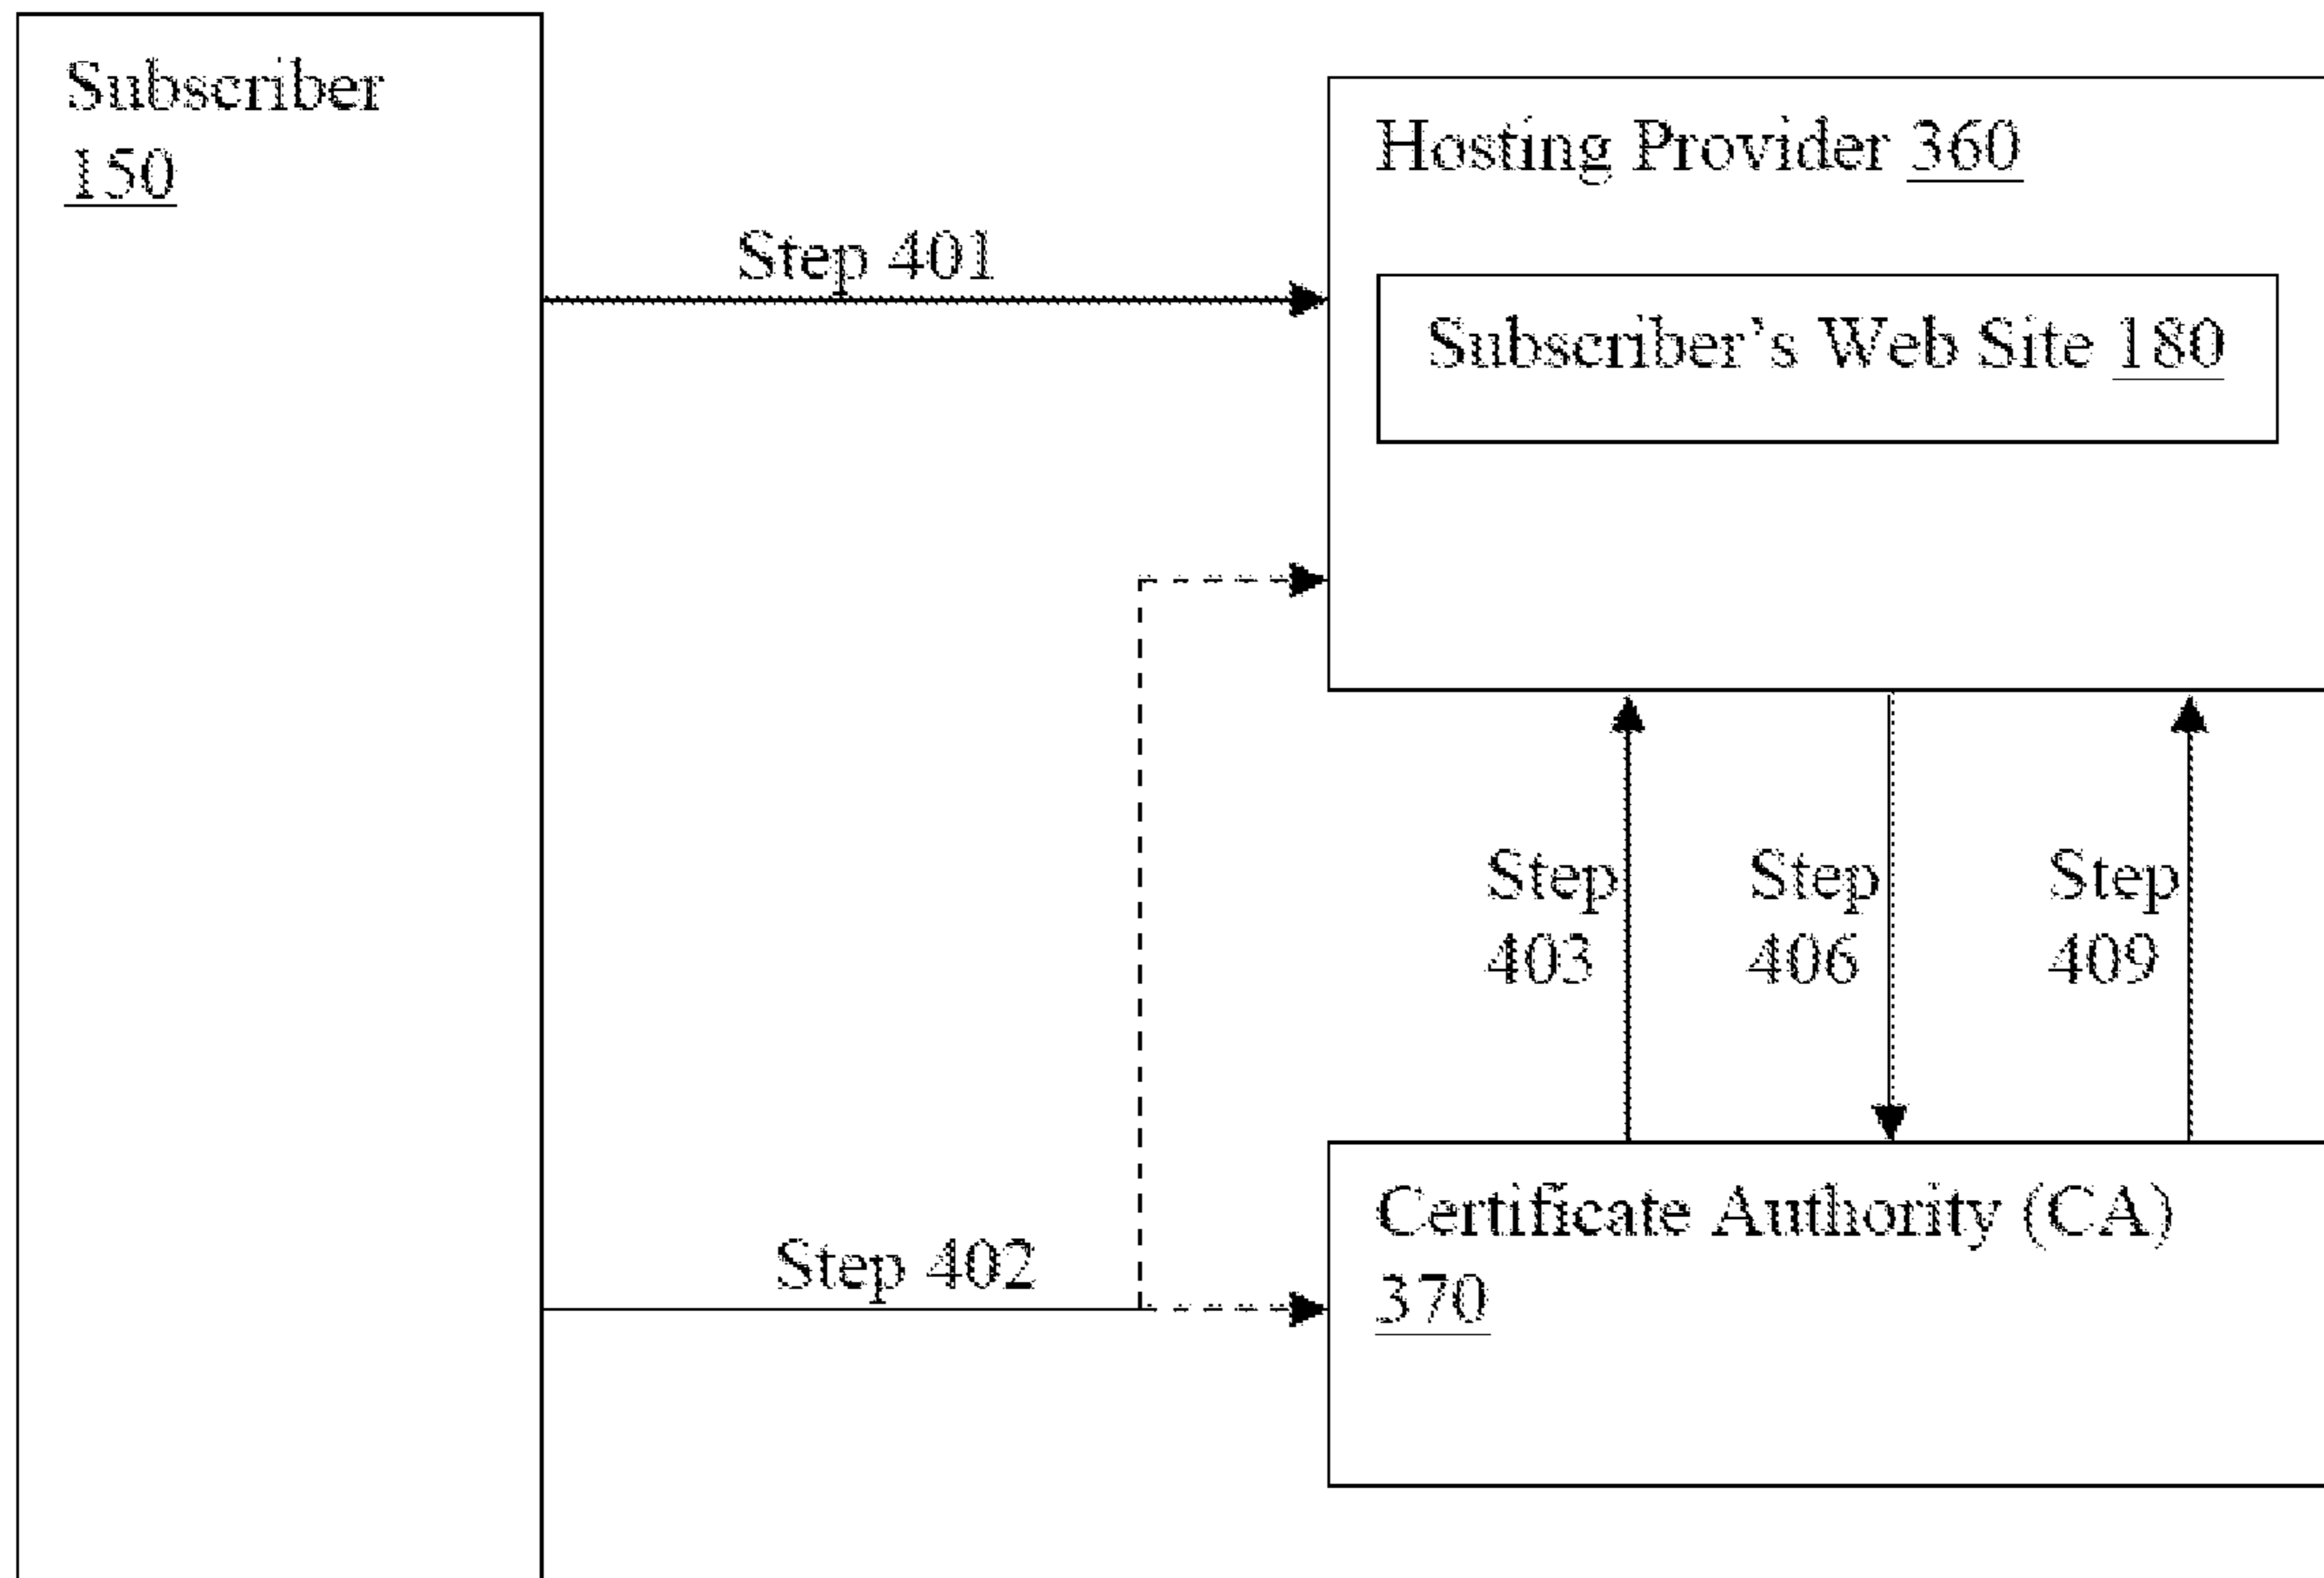 Subscriber
150
Hosting Provider 360
Step 401
Subscriber's Web Site 180
Step
403
Step
406
Step
409
Certificate Authority (CA)
370
Step 402